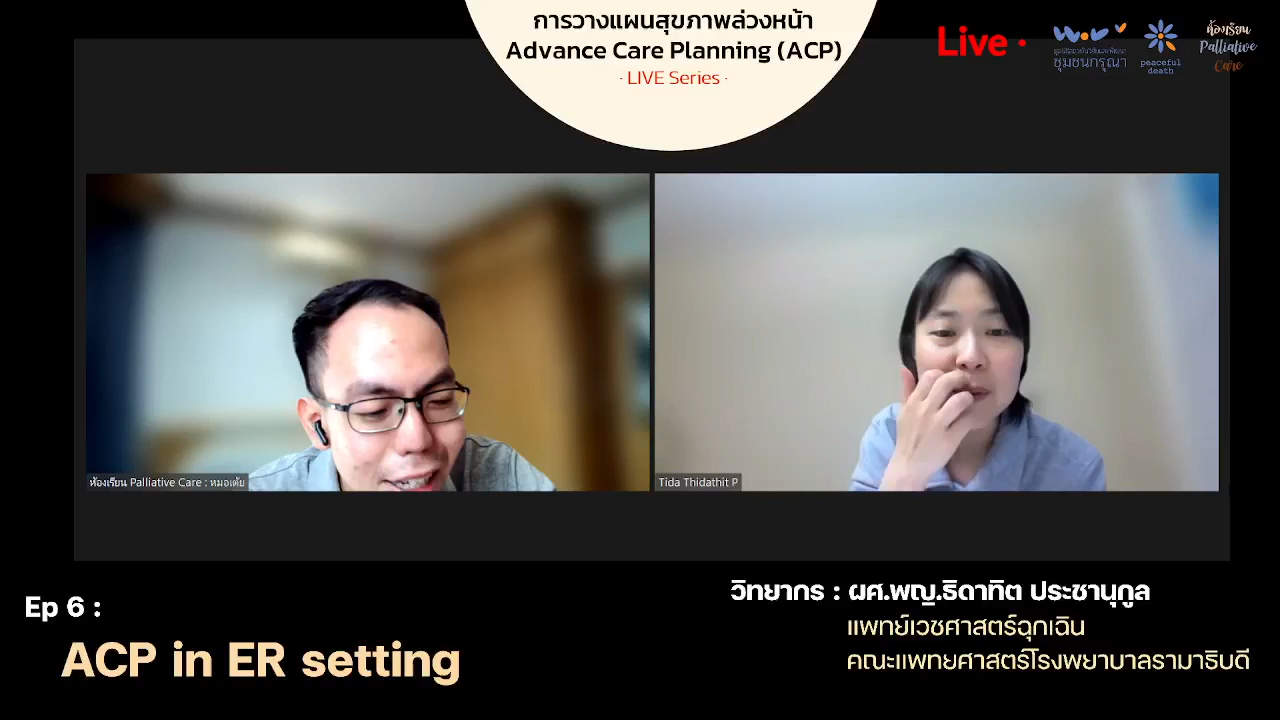 การวางแผนสุขภาพล่วงหน้า
Advance Care Planning (ACP)
· LIVE Series ·
Live ·
ชุมชนกรุณา
peaceful
death
ห้องเรียน
Palliative
Care
ห้องเรียน Palliative Care : หมอเต้ย
Tida Thidathit P
Ep 6 :
ACP in ER setting
วิทยากร : ผศ.พญ.ธิดาทิต ประชานุกูล
แพทย์เวชศาสตร์ฉุกเฉิน
คณะแพทยศาสตร์โรงพยาบาลรามาธิบดี